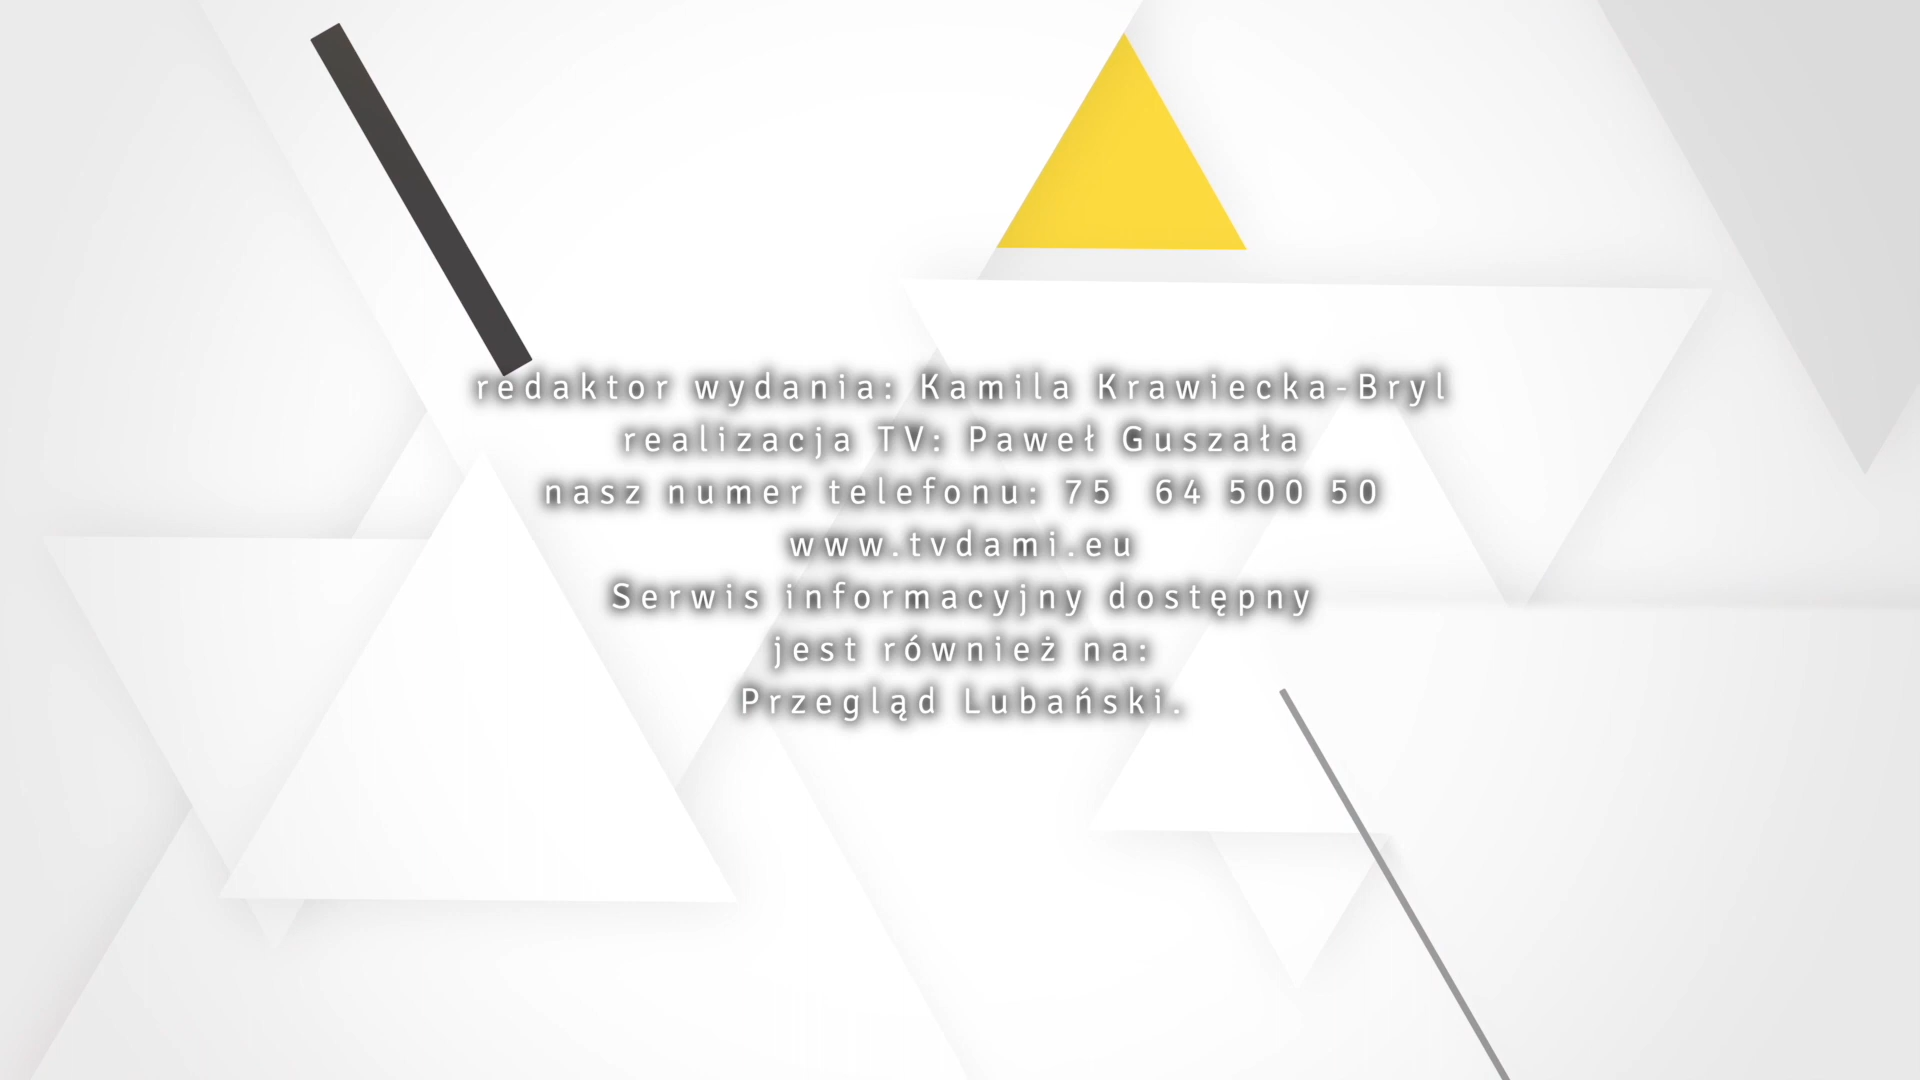 redaktor wydania: Kamila Krawiecka-Bryl
realizacja TV: Paweł Guszała
nasz numer telefonu: 75  64 500 50
www.tvdami.eu
Serwis informacyjny dostępny
jest również na:
Przegląd Lubański.